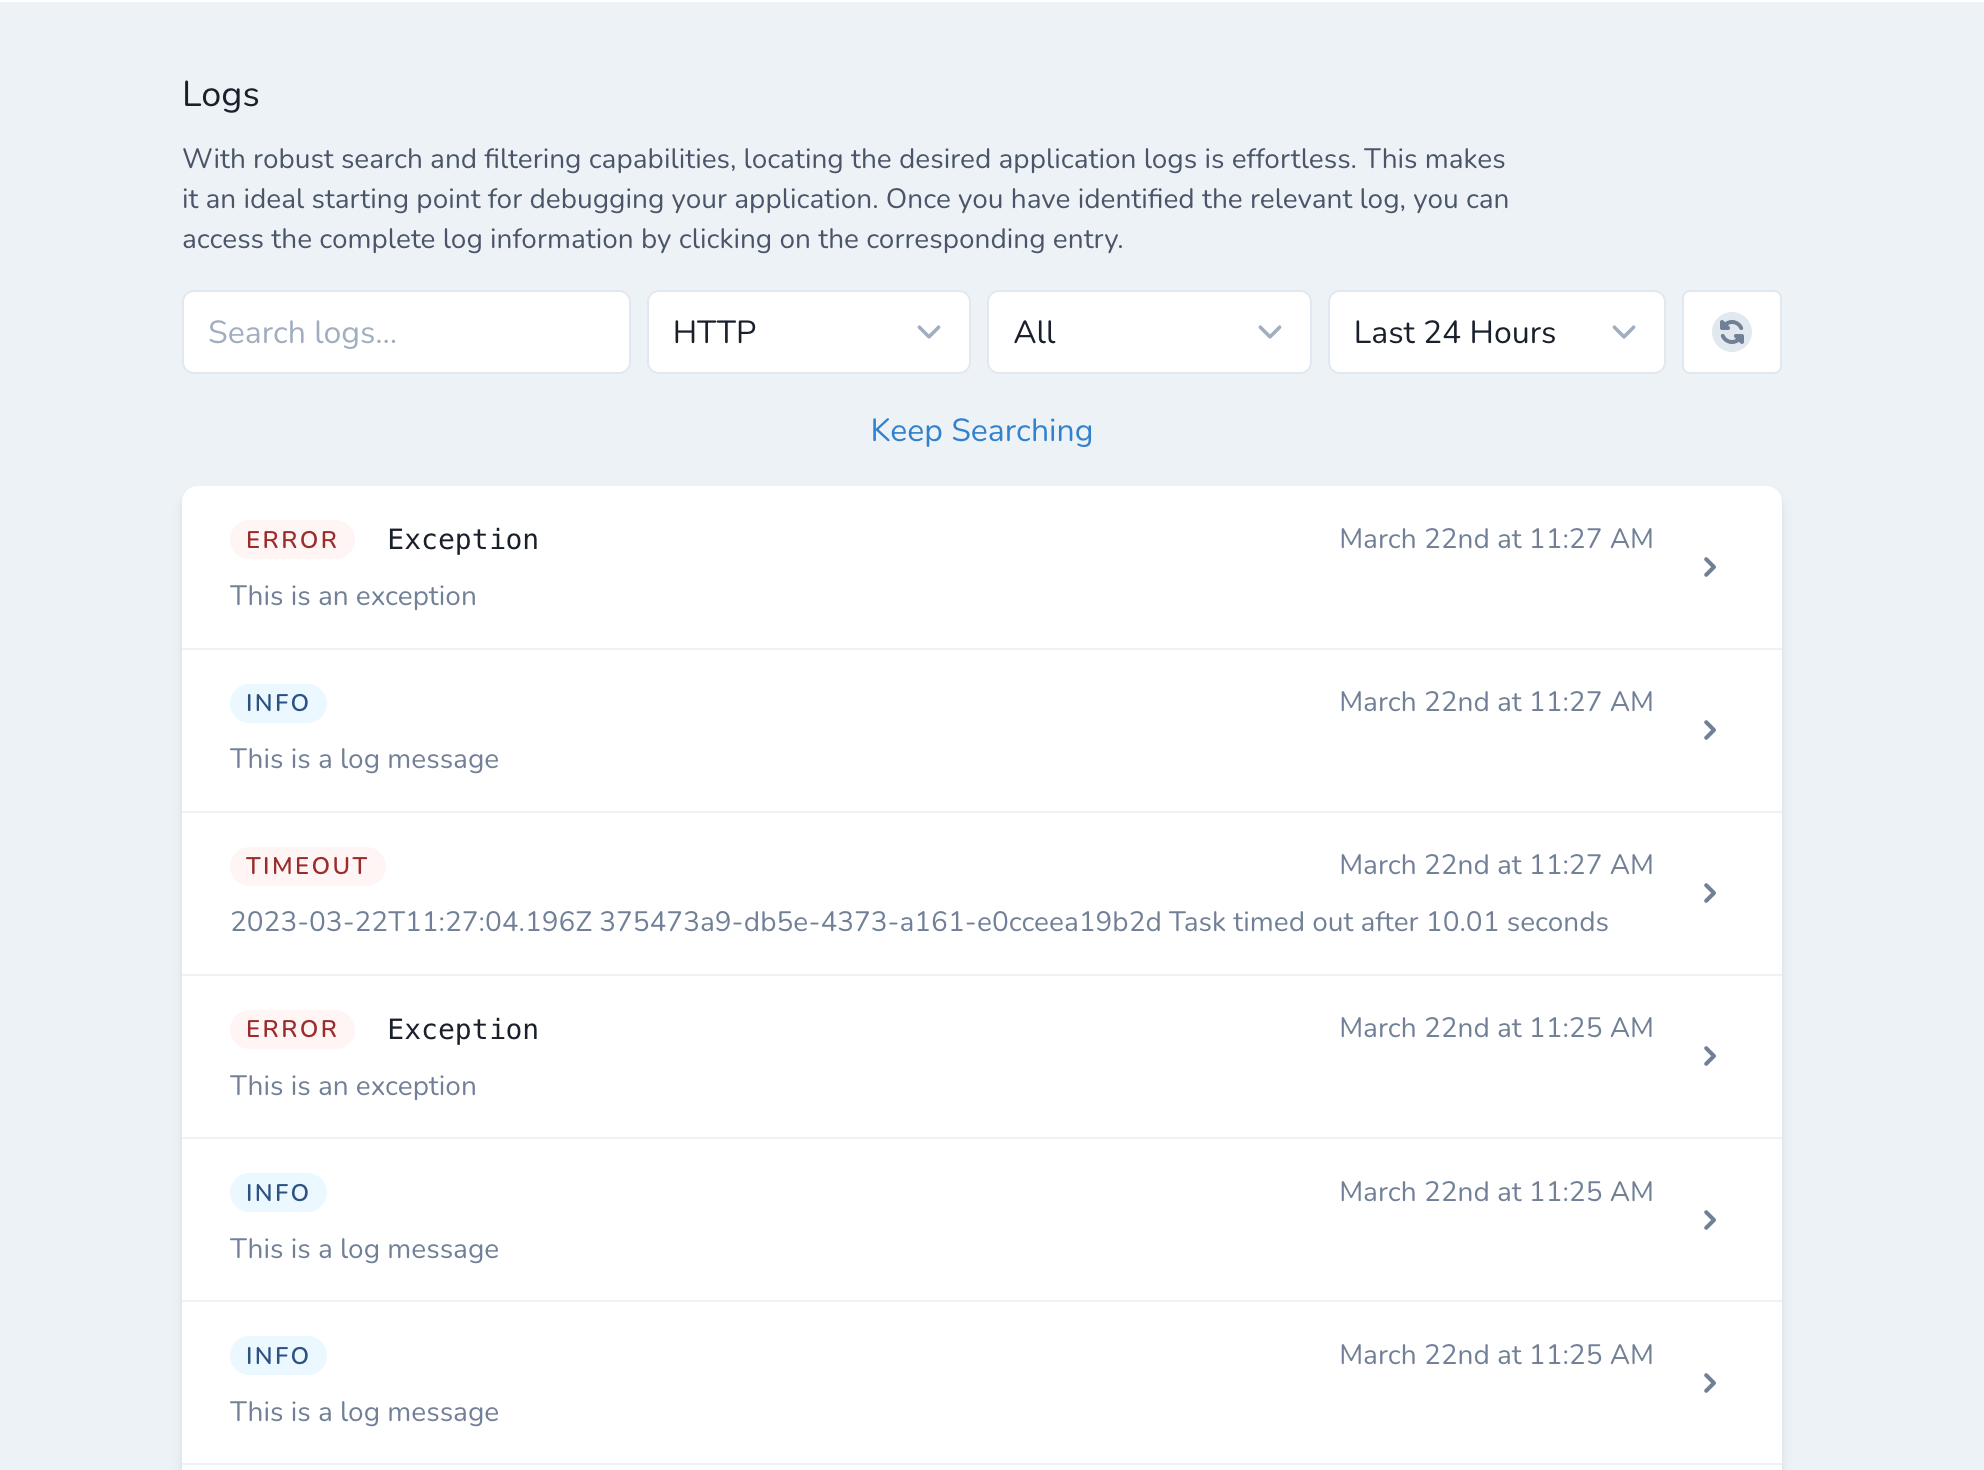 Logs
With robust search and filtering capabilities, locating the desired application logs is effortless. This makes
it an ideal starting point for debugging your application. Once you have identified the relevant log, you can
access the complete log information by clicking on the corresponding entry.
Search logs... HTTP All Last 24 Hours
Keep Searching
ERROR Exception March 22nd at 11:27 AM
This is an exception
INFO March 22nd at 11:27 AM
This is a log message
TIMEOUT March 22nd at 11:27 AM
2023-03-22T11:27:04.196Z 375473a9-db5e-4373-a161-e0cceea19b2d Task timed out after 10.01 seconds
ERROR Exception March 22nd at 11:25 AM
This is an exception
INFO March 22nd at 11:25 AM
This is a log message
INFO March 22nd at 11:25 AM
This is a log message